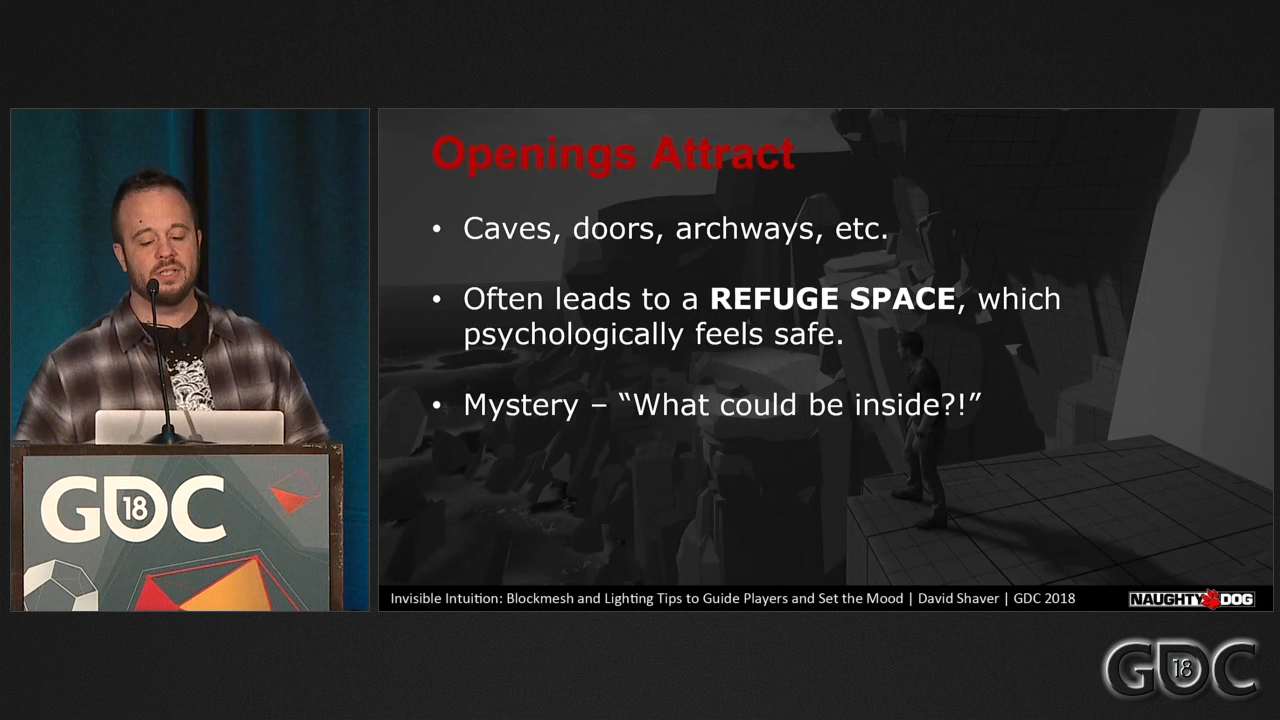 Openings Attract
• Caves, doors, archways, etc.
• Often leads to a REFUGE SPACE, which
psychologically feels safe.
• Mystery – “What could be inside?!”
GDC
18
Invisible Intuition: Blockmesh and Lighting Tips to Guide Players and Set the Mood | David Shaver | GDC 2018
NAUGHTY DOG
GDC
18